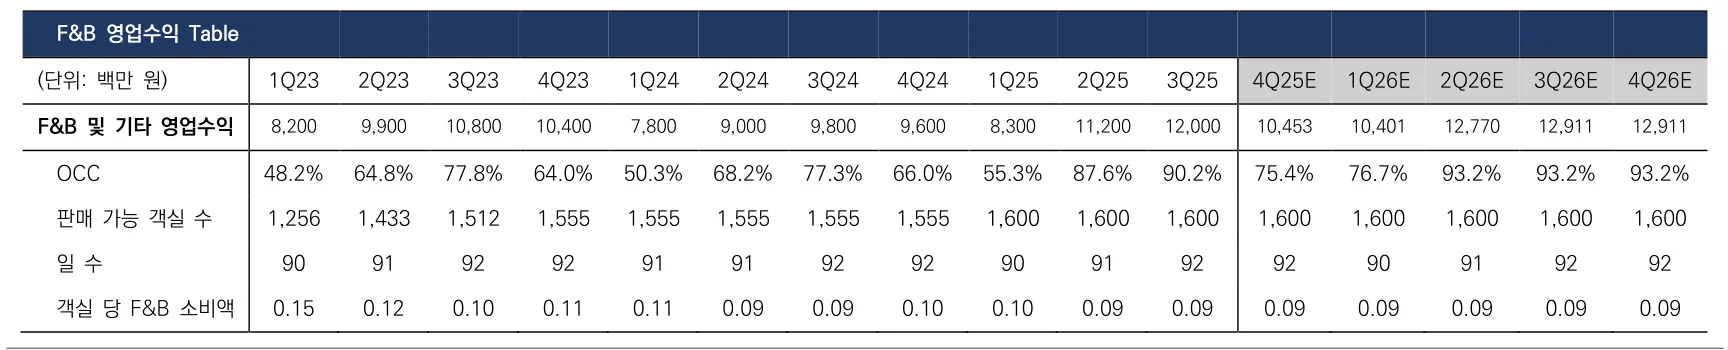 F&B 영업수익 Table
(단위: 백만 원) 1Q23 2Q23 3Q23 4Q23 1Q24 2Q24 3Q24 4Q24 1Q25 2Q25 3Q25 4Q25E 1Q26E 2Q26E 3Q26E 4Q26E
F&B 및 기타 영업수익 8,200 9,900 10,800 10,400 7,800 9,000 9,800 9,600 8,300 11,200 12,000 10,453 10,401 12,770 12,911 12,911
OCC 48.2% 64.8% 77.8% 64.0% 50.3% 68.2% 77.3% 66.0% 55.3% 87.6% 90.2% 75.4% 76.7% 93.2% 93.2% 93.2%
판매 가능 객실 수 1,256 1,433 1,512 1,555 1,555 1,555 1,555 1,555 1,600 1,600 1,600 1,600 1,600 1,600 1,600 1,600
일 수 90 91 92 92 91 91 92 92 90 91 92 92 90 91 92 92
객실 당 F&B 소비액 0.15 0.12 0.10 0.11 0.11 0.09 0.09 0.10 0.10 0.09 0.09 0.09 0.09 0.09 0.09 0.09